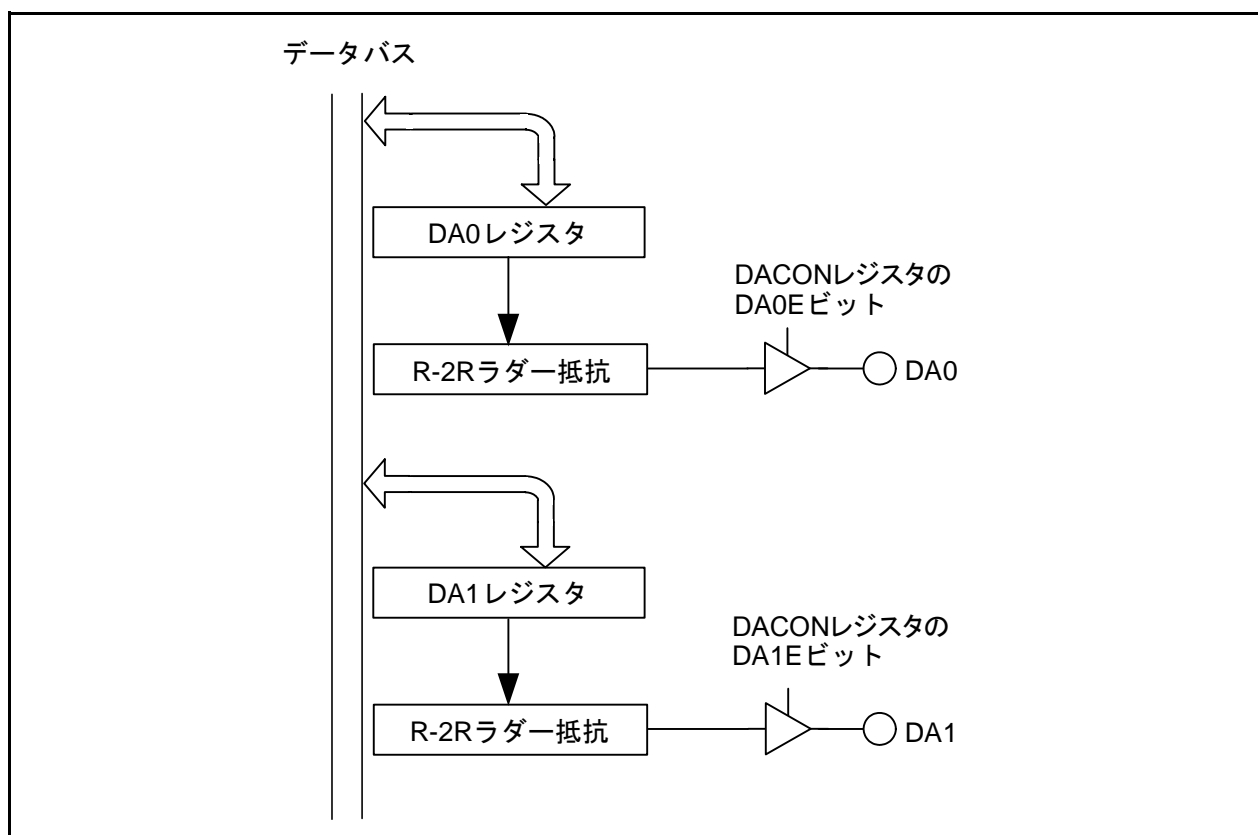 データバス
DA0レジスタ
DACONレジスタの
DA0Eビット
R-2Rラダー抵抗
DA0
DA1レジスタ
DACONレジスタの
DA1Eビット
R-2Rラダー抵抗
DA1